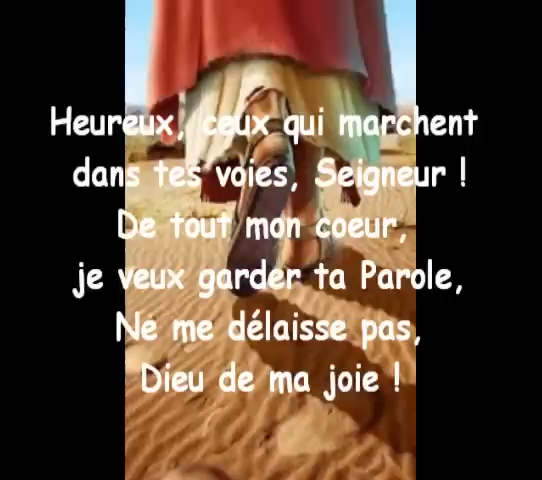 Heureux, ceux qui marchent
dans tes voies, Seigneur !
De tout mon coeur,
je veux garder ta Parole,
Ne me délaisse pas,
Dieu de ma joie !